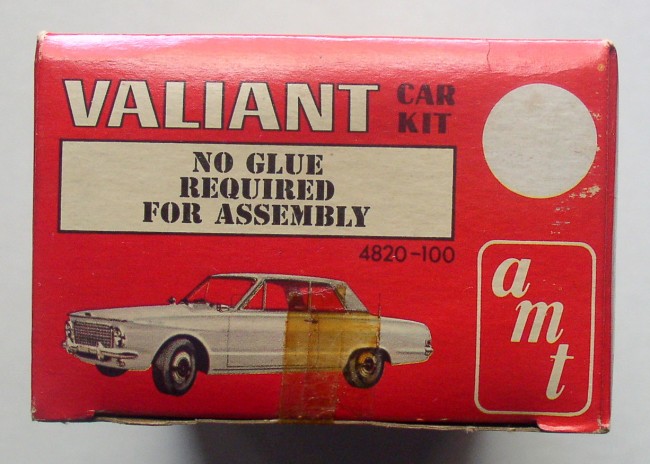 VALIANT CAR KIT
NO GLUE
REQUIRED
FOR ASSEMBLY
4820-100
amt